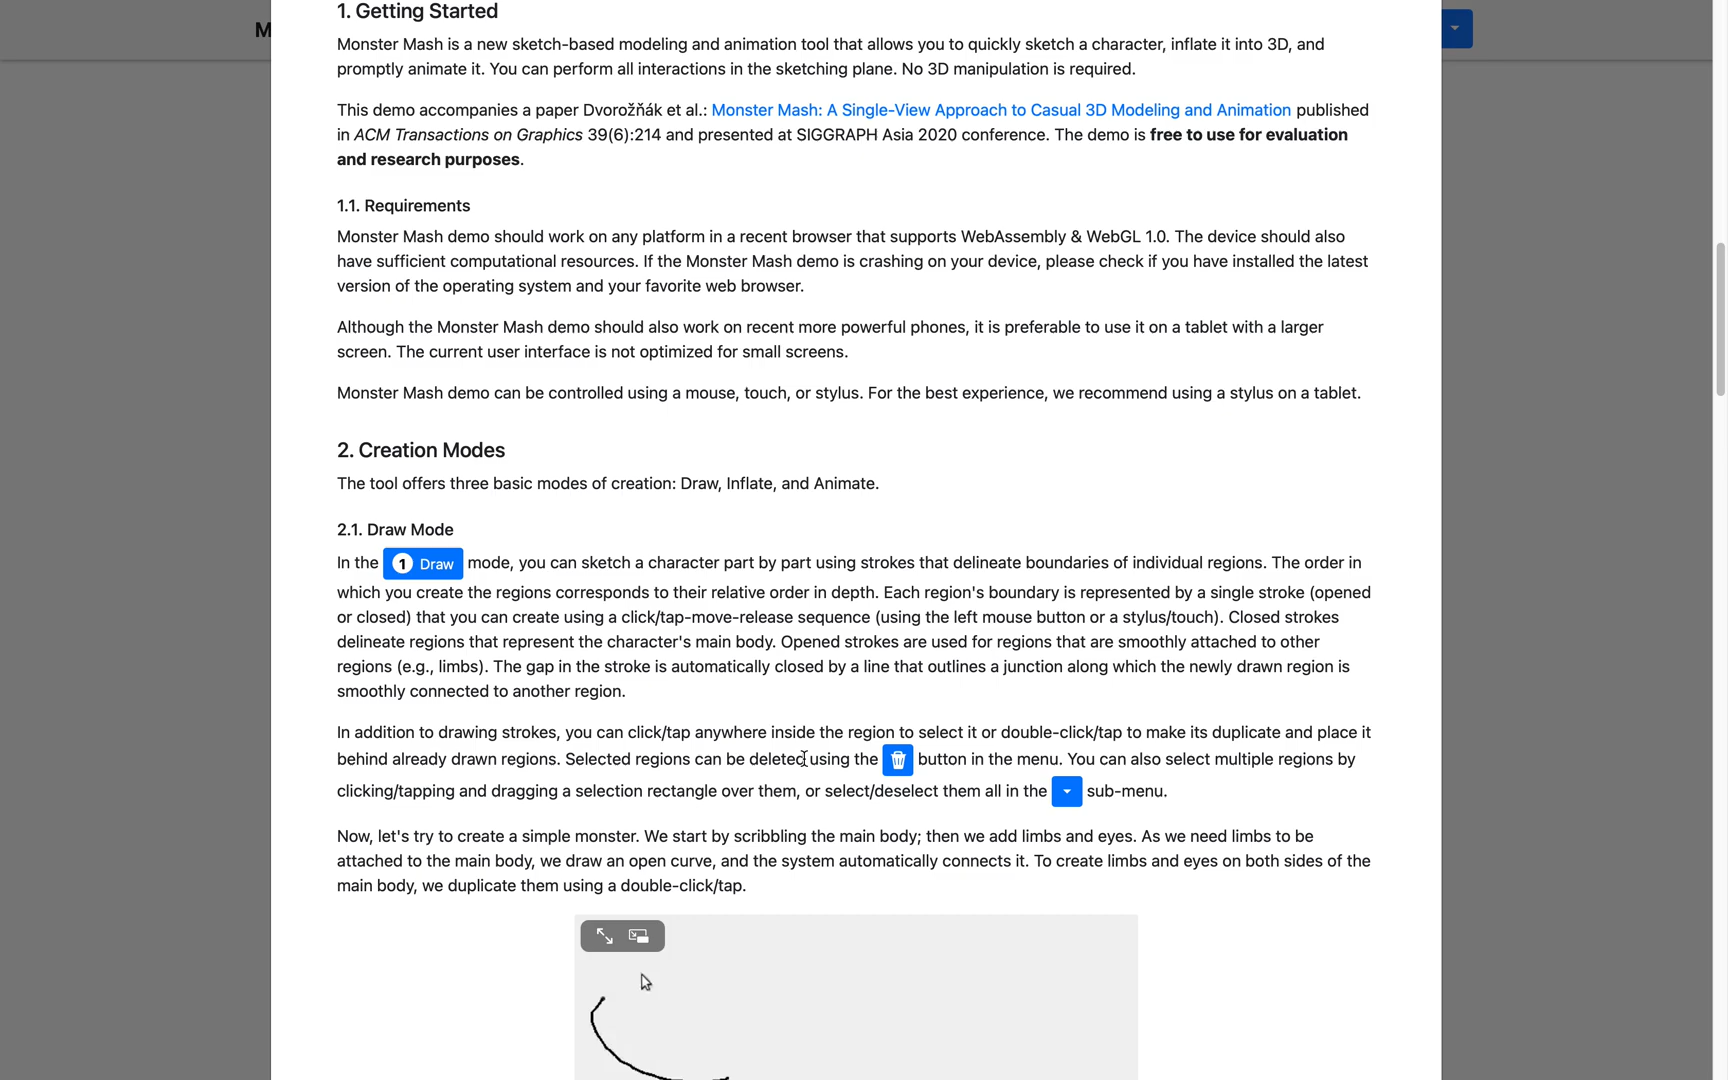 M
1. Getting Started
Monster Mash is a new sketch-based modeling and animation tool that allows you to quickly sketch a character, inflate it into 3D, and
promptly animate it. You can perform all interactions in the sketching plane. No 3D manipulation is required.
This demo accompanies a paper Dvorožňák et al.: Monster Mash: A Single-View Approach to Casual 3D Modeling and Animation published
in ACM Transactions on Graphics 39(6):214 and presented at SIGGRAPH Asia 2020 conference. The demo is free to use for evaluation
and research purposes.
1.1. Requirements
Monster Mash demo should work on any platform in a recent browser that supports WebAssembly & WebGL 1.0. The device should also
have sufficient computational resources. If the Monster Mash demo is crashing on your device, please check if you have installed the latest
version of the operating system and your favorite web browser.
Although the Monster Mash demo should also work on recent more powerful phones, it is preferable to use it on a tablet with a larger
screen. The current user interface is not optimized for small screens.
Monster Mash demo can be controlled using a mouse, touch, or stylus. For the best experience, we recommend using a stylus on a tablet.
2. Creation Modes
The tool offers three basic modes of creation: Draw, Inflate, and Animate.
2.1. Draw Mode
In the 1 Draw mode, you can sketch a character part by part using strokes that delineate boundaries of individual regions. The order in
which you create the regions corresponds to their relative order in depth. Each region's boundary is represented by a single stroke (opened
or closed) that you can create using a click/tap-move-release sequence (using the left mouse button or a stylus/touch). Closed strokes
delineate regions that represent the character's main body. Opened strokes are used for regions that are smoothly attached to other
regions (e.g., limbs). The gap in the stroke is automatically closed by a line that outlines a junction along which the newly drawn region is
smoothly connected to another region.
In addition to drawing strokes, you can click/tap anywhere inside the region to select it or double-click/tap to make its duplicate and place it
behind already drawn regions. Selected regions can be deleted using the button in the menu. You can also select multiple regions by
clicking/tapping and dragging a selection rectangle over them, or select/deselect them all in the sub-menu.
Now, let's try to create a simple monster. We start by scribbling the main body; then we add limbs and eyes. As we need limbs to be
attached to the main body, we draw an open curve, and the system automatically connects it. To create limbs and eyes on both sides of the
main body, we duplicate them using a double-click/tap.